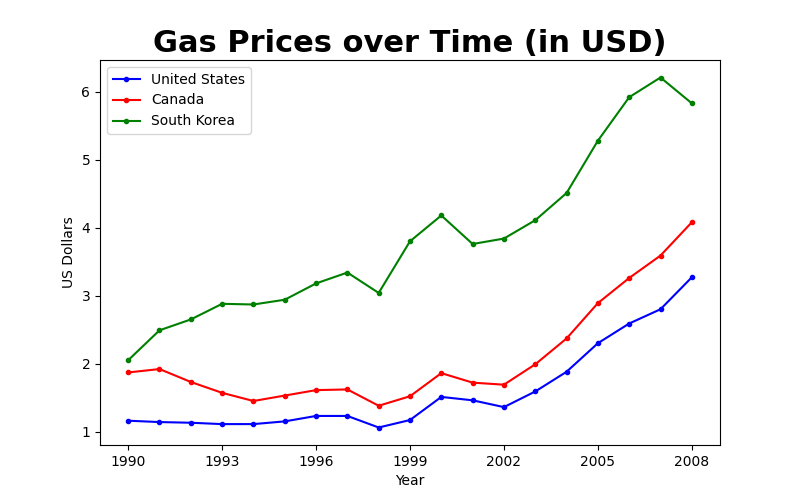 Gas Prices over Time (in USD)
United States
Canada
South Korea
US Dollars
6
5
4
3
2
1
1990 1993 1996 1999 2002 2005 2008
Year